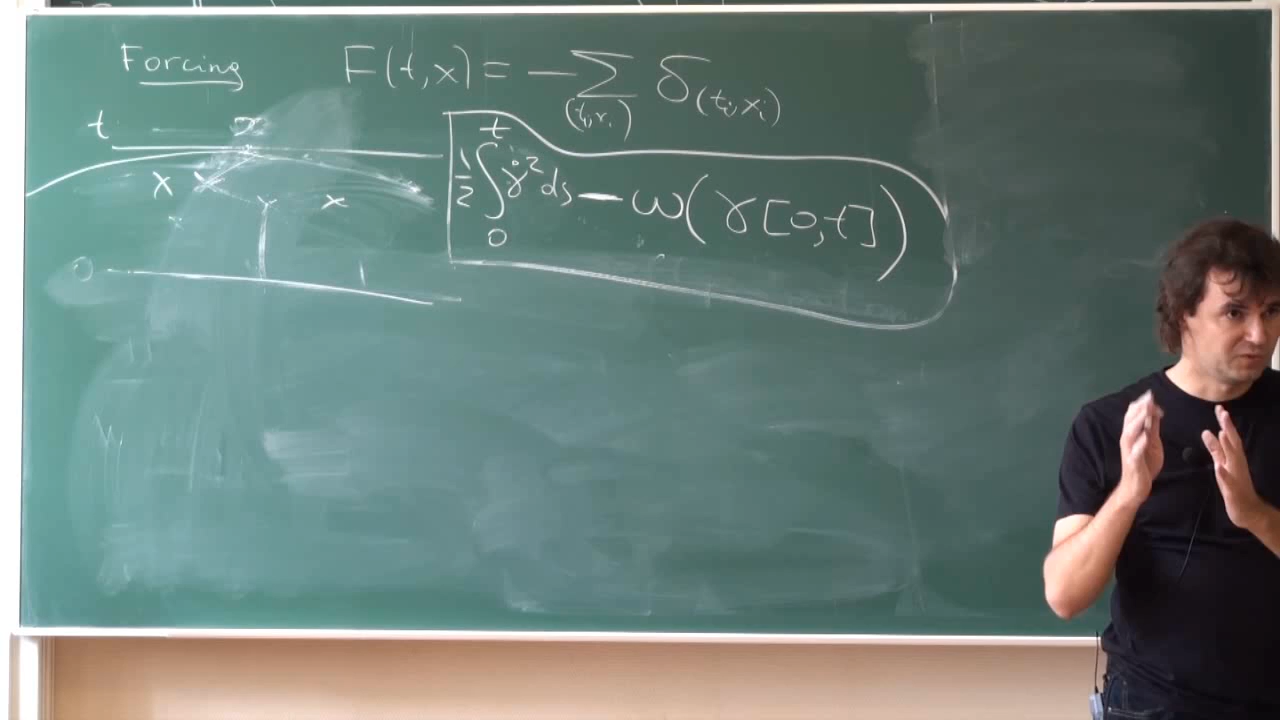 Forcing F(t,x) = -∑_{(t_i,x_i)} δ_{(t_i,x_i)}
t x
x x x x 1/2 ∫_0^t γ̇² ds - ω(γ[0,t])
0